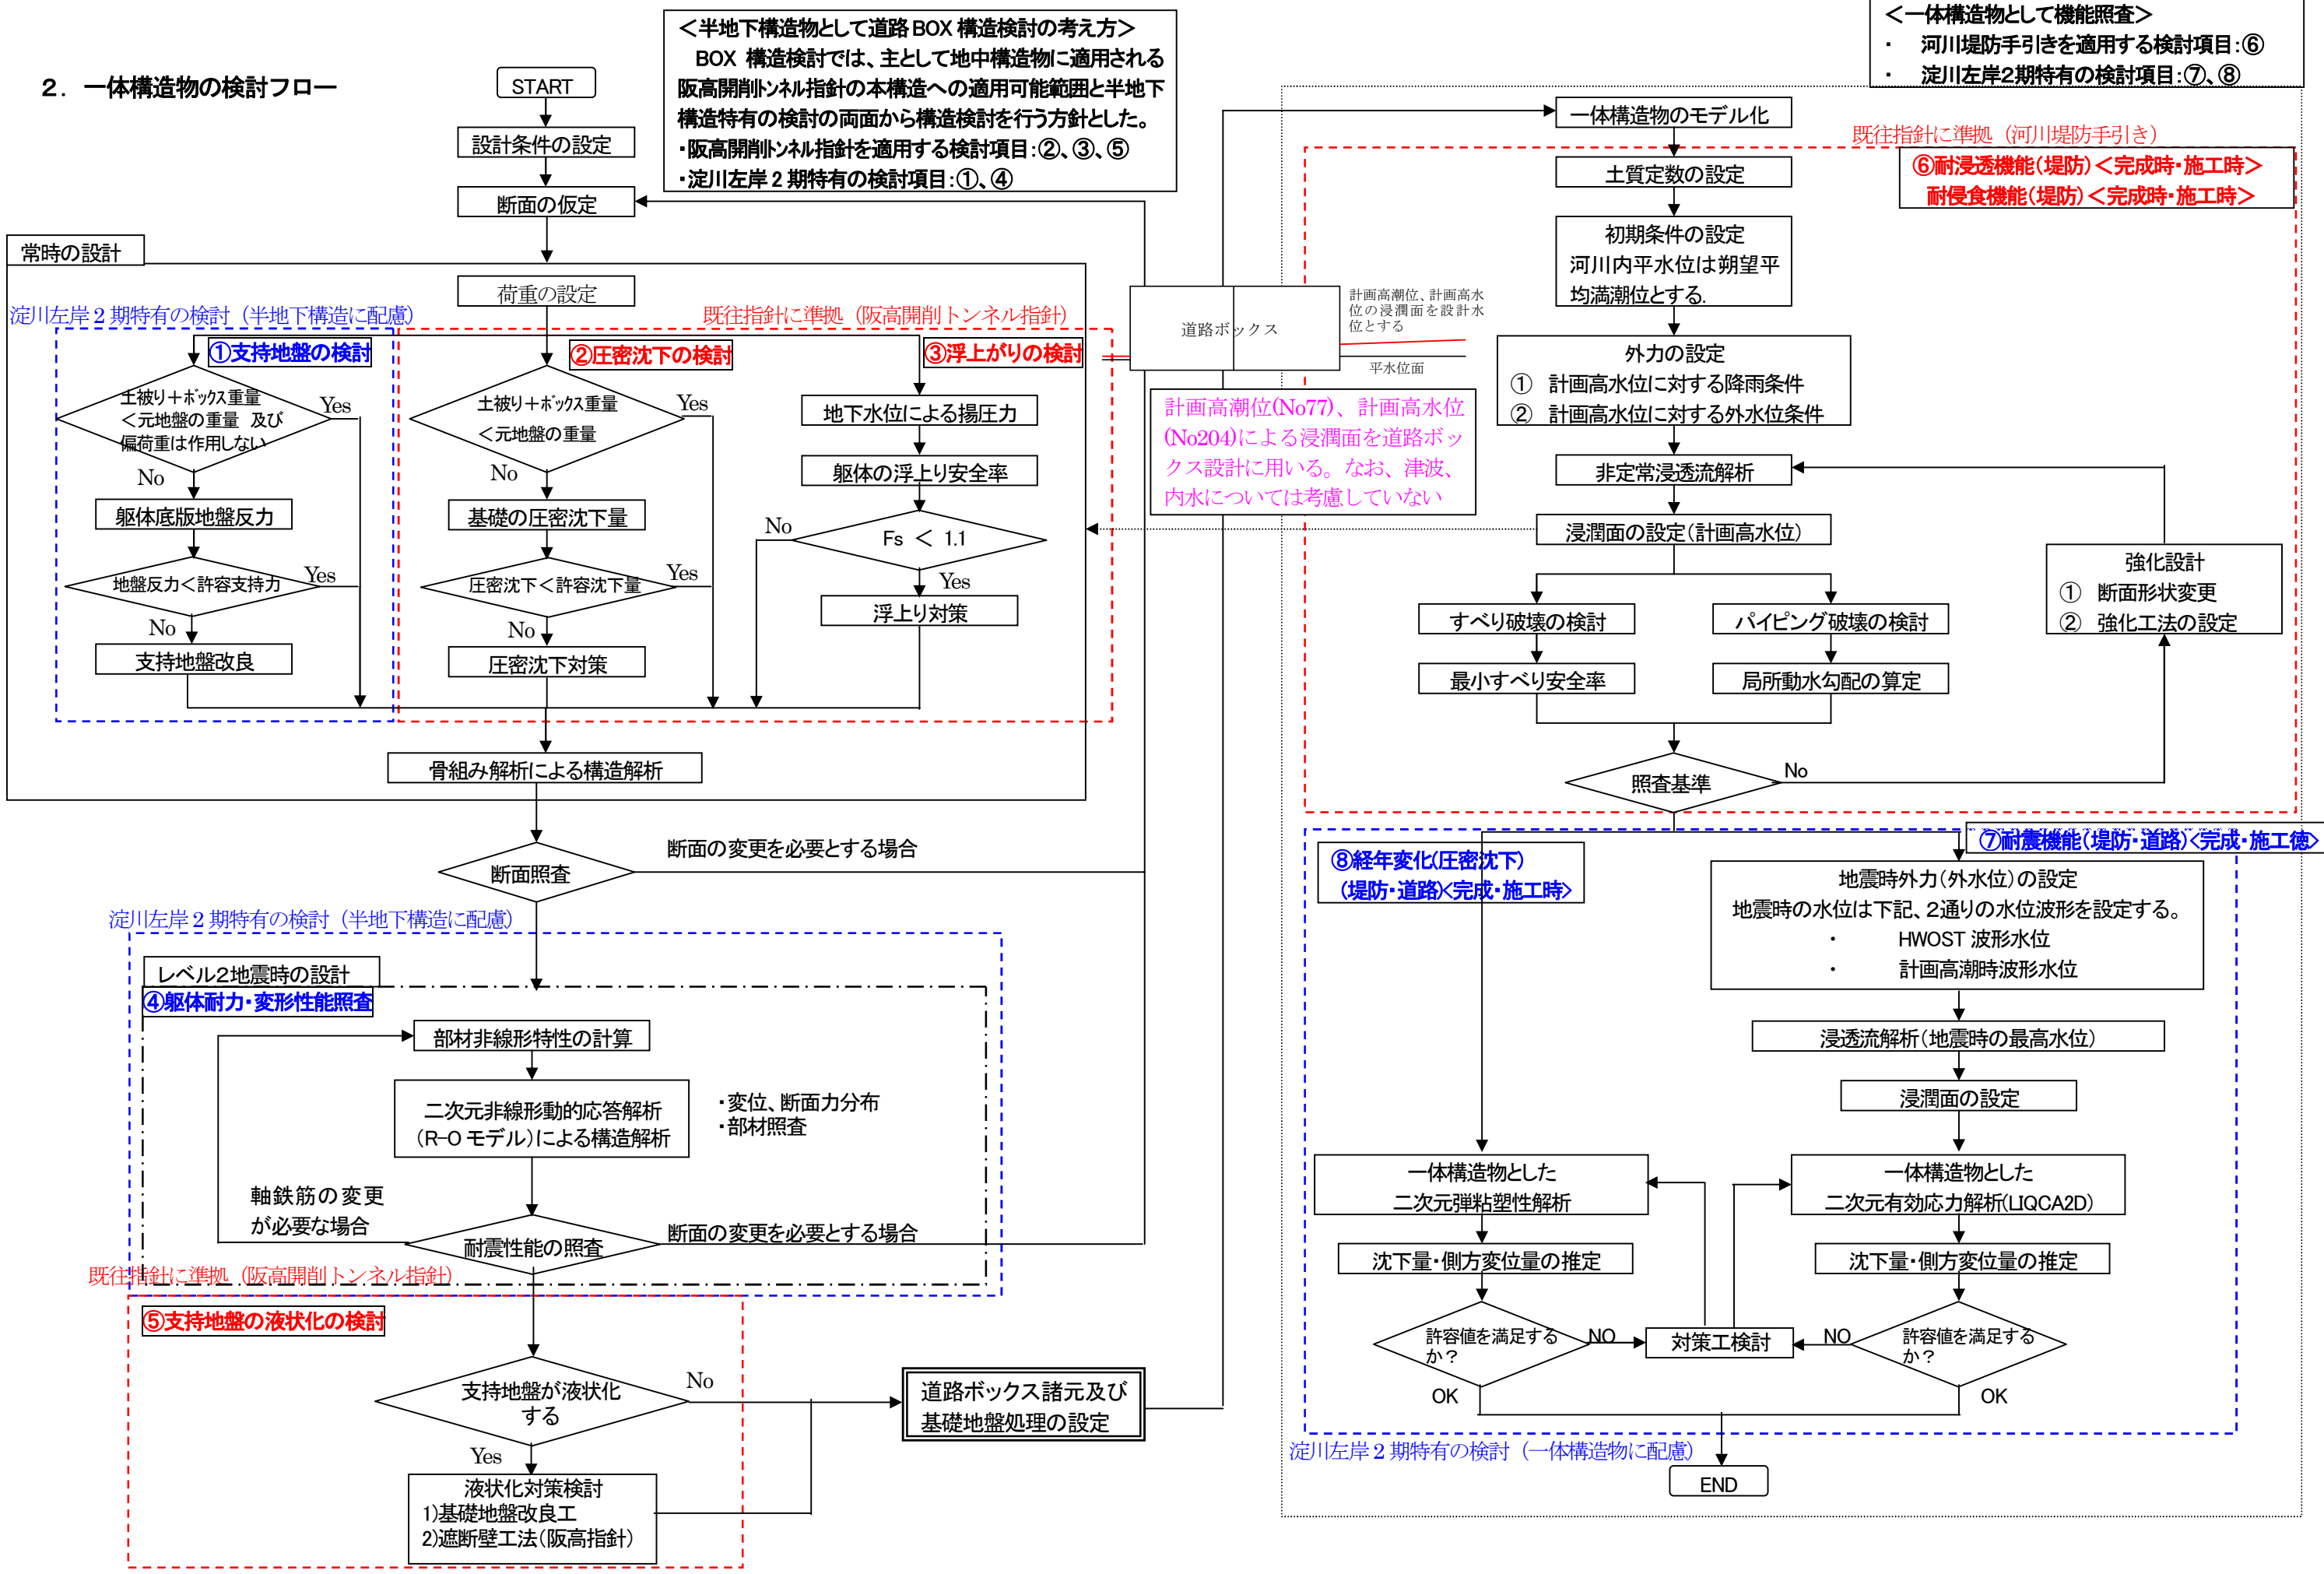 2．一体構造物の検討フロー
START
設計条件の設定
断面の仮定
＜半地下構造物として道路BOX構造検討の考え方＞
BOX 構造検討では、主として地中構造物に適用される
阪高開削トンネル指針の本構造への適用可能範囲と半地下
構造特有の検討の両面から構造検討を行う方針とした。
・阪高開削トンネル指針を適用する検討項目：②、③、⑤
・淀川左岸2期特有の検討項目：①、④
常時の設計
荷重の設定
淀川左岸2期特有の検討（半地下構造に配慮）
既往指針に準拠（阪高開削トンネル指針）
①支持地盤の検討
土被り＋ボックス重量
＜元地盤の重量 及び
偏荷重は作用しない
Yes
No
躯体底版地盤反力
地盤反力＜許容支持力
Yes
No
支持地盤改良
②圧密沈下の検討
土被り＋ボックス重量
＜元地盤の重量
Yes
No
基礎の圧密沈下量
圧密沈下＜許容沈下量
Yes
No
圧密沈下対策
③浮上がりの検討
地下水位による揚圧力
躯体の浮上り安全率
No
Fs ＜ 1.1
Yes
浮上り対策
骨組み解析による構造解析
断面照査
断面の変更を必要とする場合
淀川左岸2期特有の検討（半地下構造に配慮）
レベル2地震時の設計
④躯体耐力・変形性能照査
部材非線形特性の計算
二次元非線形動的応答解析
（R-Oモデル）による構造解析
・変位、断面力分布
・部材照査
軸鉄筋の変更
が必要な場合
耐震性能の照査
断面の変更を必要とする場合
既往指針に準拠（阪高開削トンネル指針）
⑤支持地盤の液状化の検討
支持地盤が液状化
する
No
Yes
液状化対策検討
1)基礎地盤改良工
2)遮断壁工法（阪高指針）
道路ボックス諸元及び
基礎地盤処理の設定
道路ボックス
計画高潮位、計画高水
位の浸潤面を設計水
位とする
平水位面
計画高潮位(No77)、計画高水位
(No204)による浸潤面を道路ボッ
クス設計に用いる。なお、津波、
内水については考慮していない
＜一体構造物として機能照査＞
・ 河川堤防手引きを適用する検討項目：⑥
・ 淀川左岸2期特有の検討項目：⑦、⑧
一体構造物のモデル化
既往指針に準拠（河川堤防手引き）
⑥耐浸透機能（堤防）＜完成時・施工時＞
耐侵食機能（堤防）＜完成時・施工時＞
土質定数の設定
初期条件の設定
河川内平水位は朔望平
均満潮位とする.
外力の設定
① 計画高水位に対する降雨条件
② 計画高水位に対する外水位条件
非定常浸透流解析
浸潤面の設定（計画高水位）
すべり破壊の検討
パイピング破壊の検討
最小すべり安全率
局所動水勾配の算定
強化設計
① 断面形状変更
② 強化工法の設定
照査基準
No
⑧経年変化(圧密沈下)
（堤防・道路）<完成・施工時>
⑦耐震機能（堤防・道路）<完成・施工後>
地震時外力（外水位）の設定
地震時の水位は下記、2通りの水位波形を設定する。
・ HWOST 波形水位
・ 計画高潮時波形水位
浸透流解析（地震時の最高水位）
浸潤面の設定
一体構造物とした
二次元弾粘塑性解析
一体構造物とした
二次元有効応力解析(LIQCA2D)
沈下量・側方変位量の推定
沈下量・側方変位量の推定
許容値を満足する
か？
NO
対策工検討
NO
許容値を満足する
か？
OK
OK
淀川左岸2期特有の検討（一体構造物に配慮）
END